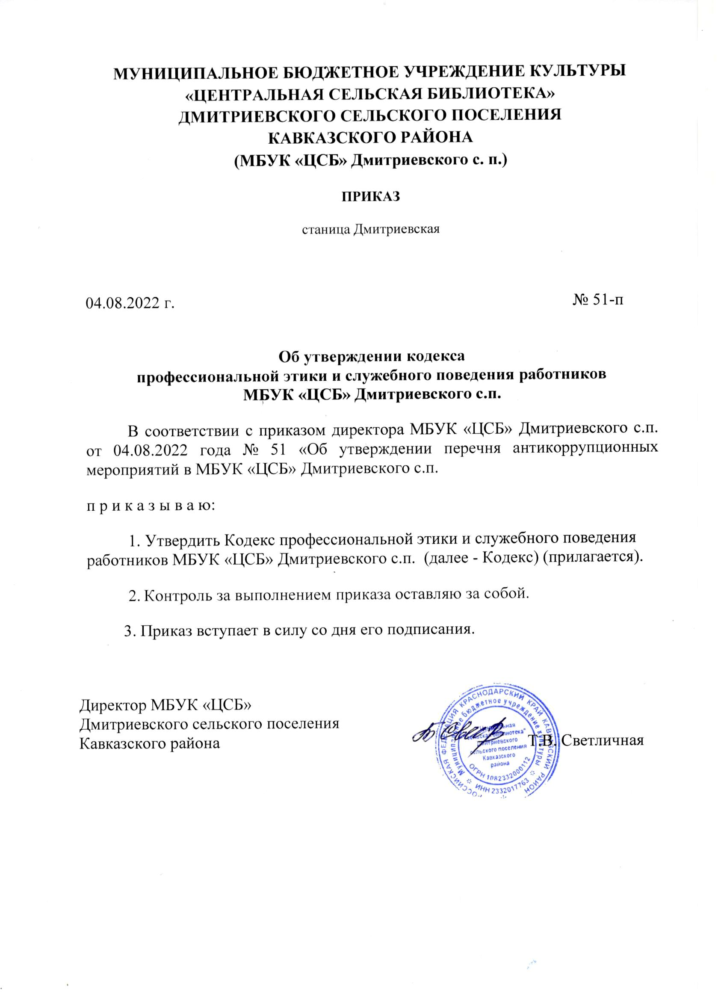 МУНИЦИПАЛЬНОЕ БЮДЖЕТНОЕ УЧРЕЖДЕНИЕ КУЛЬТУРЫ
«ЦЕНТРАЛЬНАЯ СЕЛЬСКАЯ БИБЛИОТЕКА»
ДМИТРИЕВСКОГО СЕЛЬСКОГО ПОСЕЛЕНИЯ
КАВКАЗСКОГО РАЙОНА
(МБУК «ЦСБ» Дмитриевского с. п.)
ПРИКАЗ
станица Дмитриевская
04.08.2022 г. № 51-п
Об утверждении кодекса
профессиональной этики и служебного поведения работников
МБУК «ЦСБ» Дмитриевского с.п.
В соответствии с приказом директора МБУК «ЦСБ» Дмитриевского с.п.
от 04.08.2022 года № 51 «Об утверждении перечня антикоррупционных
мероприятий в МБУК «ЦСБ» Дмитриевского с.п.
п р и к а з ы в а ю:
1. Утвердить Кодекс профессиональной этики и служебного поведения
работников МБУК «ЦСБ» Дмитриевского с.п. (далее - Кодекс) (прилагается).
2. Контроль за выполнением приказа оставляю за собой.
3. Приказ вступает в силу со дня его подписания.
Директор МБУК «ЦСБ»
Дмитриевского сельского поселения
Кавказского района Т.В. Светличная
РОССИЙСКАЯ ФЕДЕРАЦИЯ КРАСНОДАРСКИЙ КРАЙ КАВКАЗСКИЙ РАЙОН
Муниципальное бюджетное учреждение культуры
"Центральная
сельская библиотека"
Дмитриевского
сельского поселения
Кавказского
района
ОГРН 1082332000112
ИНН 2332017763